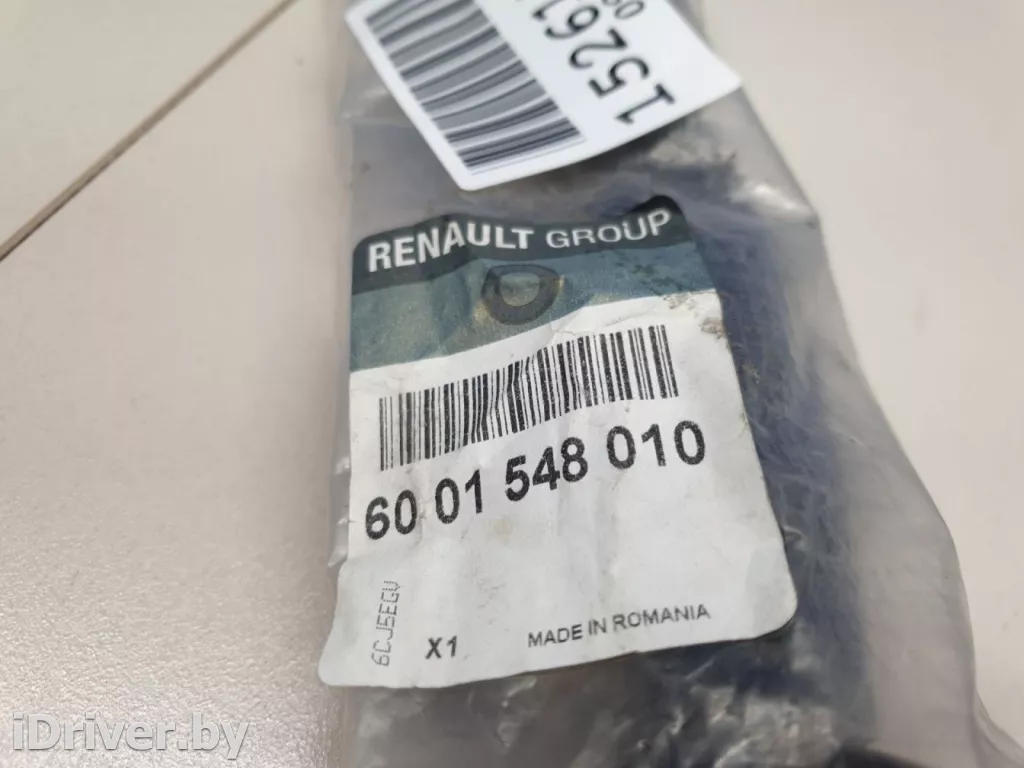 15261
RENAULT GROUP
60 01 548 010
6CJ5EGV
X1
MADE IN ROMANIA
iDriver.by